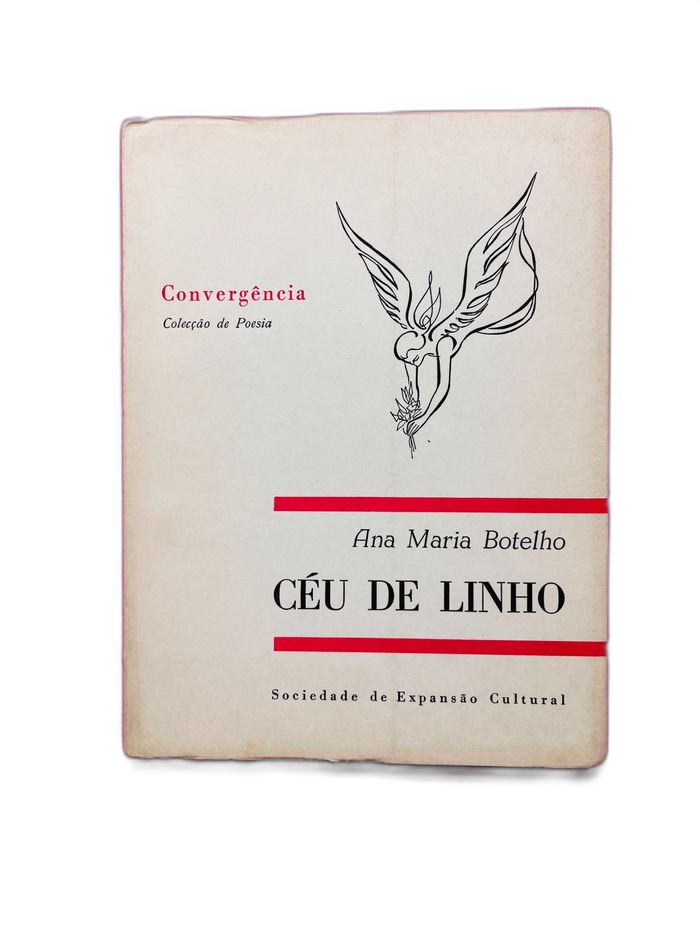 Convergência
Colecção de Poesia
Ana Maria Botelho
CÉU DE LINHO
Sociedade de Expansão Cultural